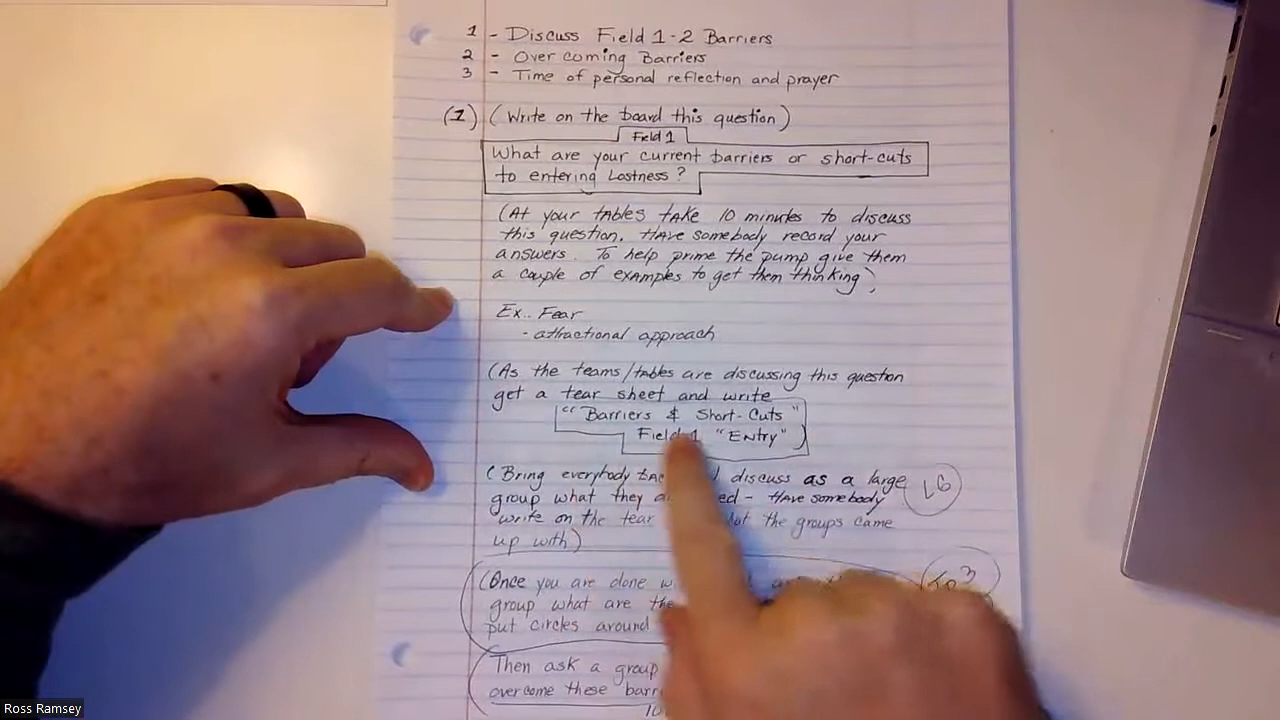 1 - Discuss Field 1-2 Barriers
2 - Over coming Barriers
3 - Time of personal reflection and prayer
(1) (Write on the board this question)
Field 1
What are your current barriers or short-cuts
to entering Lostness?
(At your tAbles tAke 10 minutes to discuss
this question. HAve somebody record your
answers. To help prime the pump give them
a couple of exAmples to get them thinking)
Ex.. Fear
- attractional approach
(As the teams/tables are discussing this question
get a tear sheet and write
"Barriers & Short-Cuts"
Field 1 "Entry")
(Bring everybody discuss as a large
group what they - HAve somebody
write on the tear the groups came
up with)
LG
(Once you are done
group what are
put circles around
Then ask a group
overcome these
Ross Ramsey